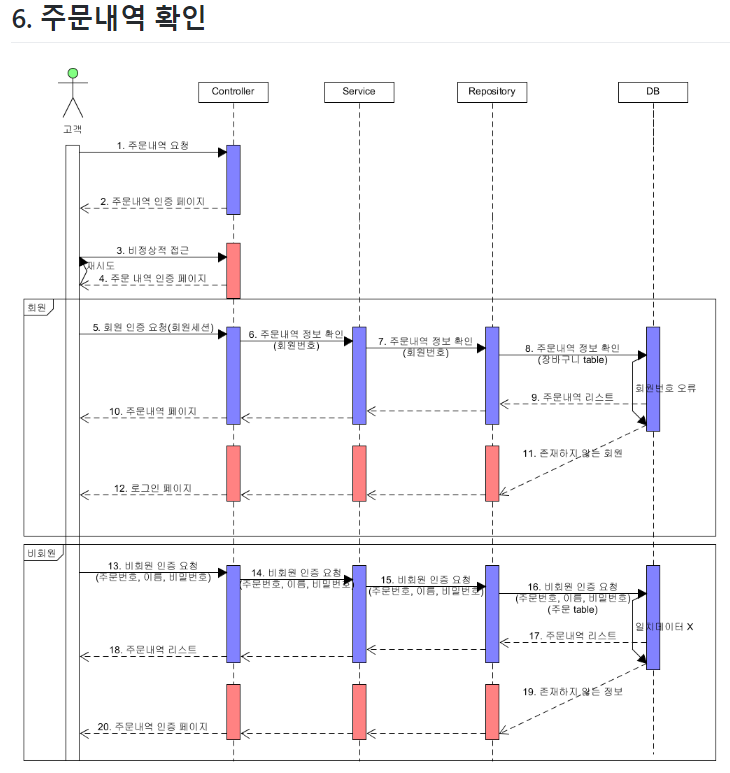 6. 주문내역 확인
고객
Controller
Service
Repository
DB
1. 주문내역 요청
2. 주문내역 인증 페이지
3. 비정상적 접근
재시도
4. 주문 내역 인증 페이지
회원
5. 회원 인증 요청(회원세션)
6. 주문내역 정보 확인
(회원번호)
7. 주문내역 정보 확인
(회원번호)
8. 주문내역 정보 확인
(장바구니 table)
회원번호 오류
9. 주문내역 리스트
10. 주문내역 페이지
11. 존재하지 않는 회원
12. 로그인 페이지
비회원
13. 비회원 인증 요청
(주문번호, 이름, 비밀번호)
14. 비회원 인증 요청
(주문번호, 이름, 비밀번호)
15. 비회원 인증 요청
(주문번호, 이름, 비밀번호)
16. 비회원 인증 요청
(주문번호, 이름, 비밀번호)
(주문 table)
일치데이터 X
17. 주문내역 리스트
18. 주문내역 리스트
19. 존재하지 않는 정보
20. 주문내역 인증 페이지